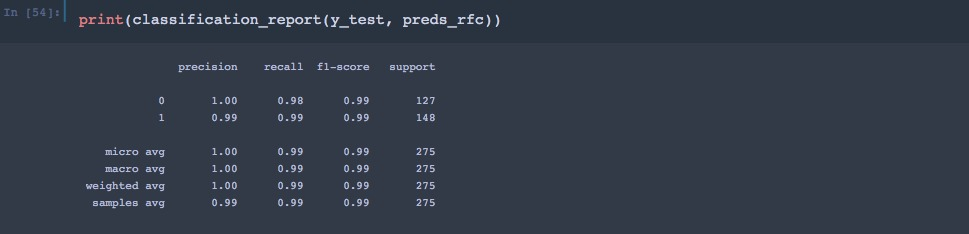 In [54]: print(classification_report(y_test, preds_rfc))
precision recall f1-score support
0 1.00 0.98 0.99 127
1 0.99 0.99 0.99 148
micro avg 1.00 0.99 0.99 275
macro avg 1.00 0.99 0.99 275
weighted avg 1.00 0.99 0.99 275
samples avg 0.99 0.99 0.99 275